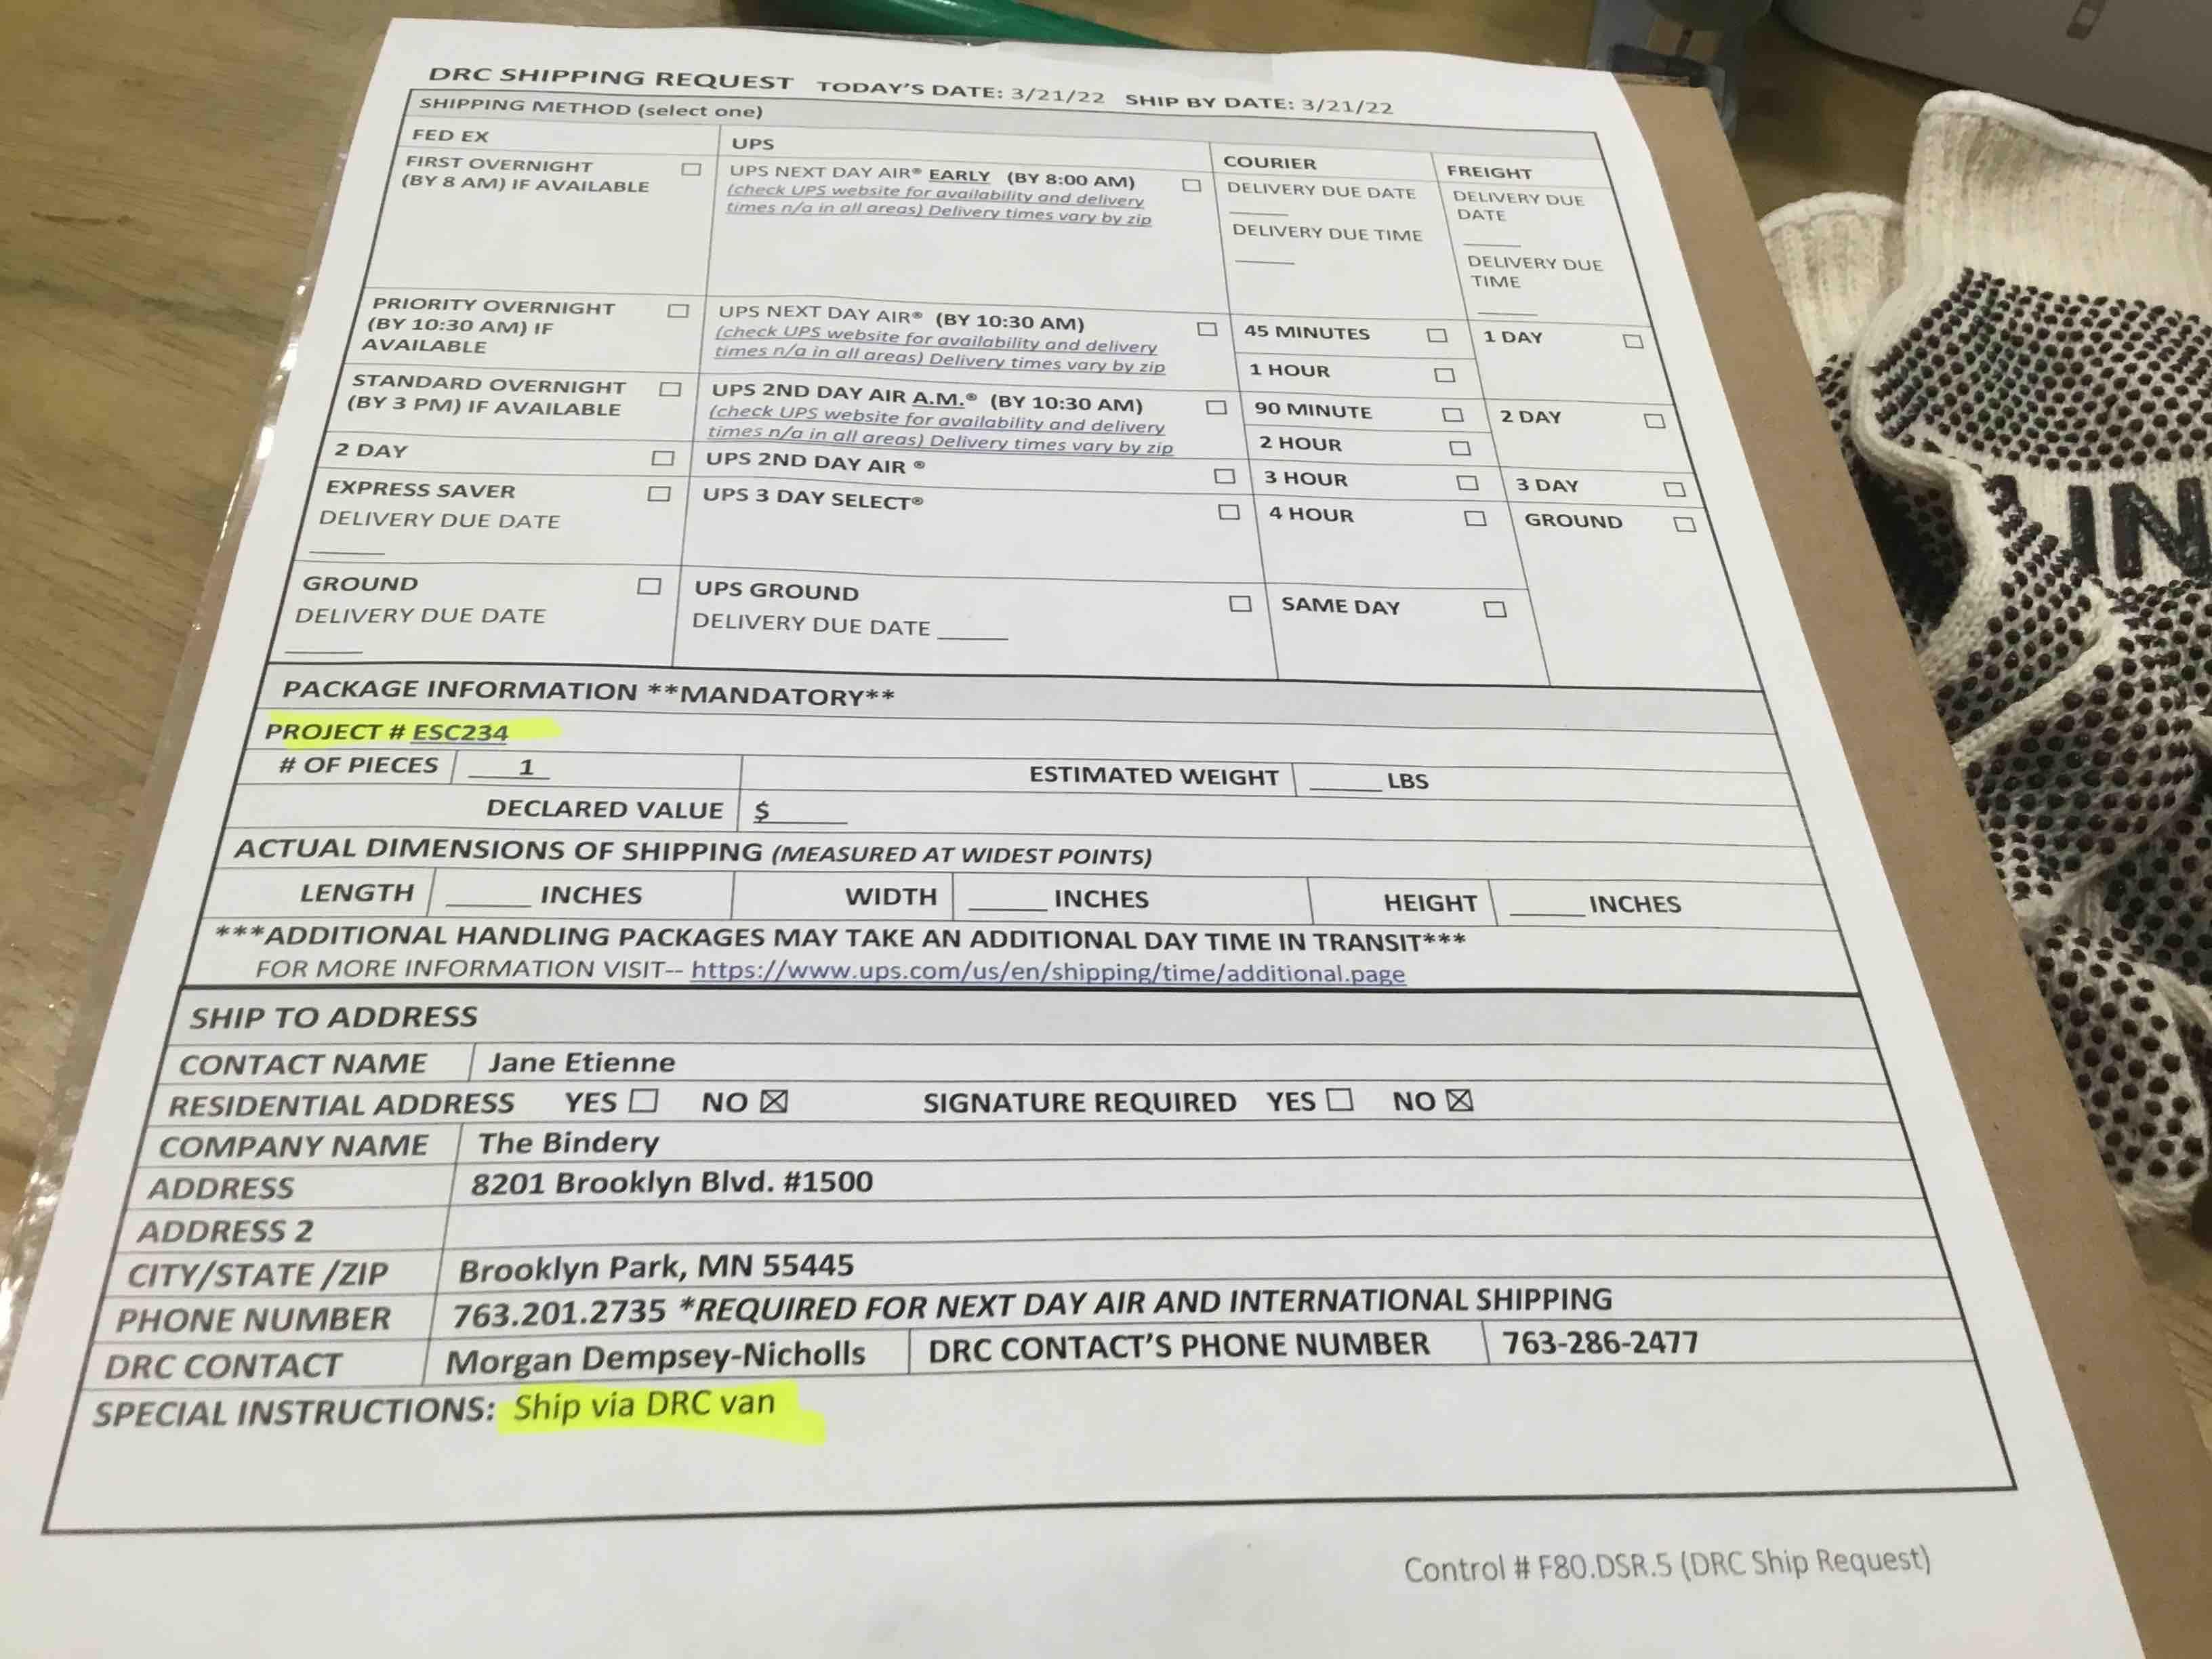 DRC SHIPPING REQUEST TODAY'S DATE: 3/21/22 SHIP BY DATE: 3/21/22
SHIPPING METHOD (select one)
FED EX
UPS
COURIER
FREIGHT
FIRST OVERNIGHT ☐
(BY 8 AM) IF AVAILABLE
UPS NEXT DAY AIR® EARLY (BY 8:00 AM) ☐
(check UPS website for availability and delivery
times n/a in all areas) Delivery times vary by zip
DELIVERY DUE DATE
_____
DELIVERY DUE TIME
_____
DELIVERY DUE
DATE
_____
DELIVERY DUE
TIME
_____
PRIORITY OVERNIGHT ☐
(BY 10:30 AM) IF
AVAILABLE
UPS NEXT DAY AIR® (BY 10:30 AM) ☐
(check UPS website for availability and delivery
times n/a in all areas) Delivery times vary by zip
45 MINUTES ☐
1 HOUR ☐
1 DAY ☐
STANDARD OVERNIGHT ☐
(BY 3 PM) IF AVAILABLE
UPS 2ND DAY AIR A.M.® (BY 10:30 AM) ☐
(check UPS website for availability and delivery
times n/a in all areas) Delivery times vary by zip
90 MINUTE ☐
2 HOUR ☐
2 DAY ☐
2 DAY ☐
UPS 2ND DAY AIR ® ☐
3 HOUR ☐
3 DAY ☐
EXPRESS SAVER ☐
DELIVERY DUE DATE
_____
UPS 3 DAY SELECT® ☐
4 HOUR ☐
GROUND ☐
GROUND ☐
DELIVERY DUE DATE
_____
UPS GROUND ☐
DELIVERY DUE DATE _____
SAME DAY ☐
PACKAGE INFORMATION **MANDATORY**
PROJECT # ESC234
# OF PIECES 1 ESTIMATED WEIGHT _____ LBS
DECLARED VALUE $_____
ACTUAL DIMENSIONS OF SHIPPING (MEASURED AT WIDEST POINTS)
LENGTH _____ INCHES WIDTH _____ INCHES HEIGHT _____ INCHES
***ADDITIONAL HANDLING PACKAGES MAY TAKE AN ADDITIONAL DAY TIME IN TRANSIT***
FOR MORE INFORMATION VISIT-- https://www.ups.com/us/en/shipping/time/additional.page
SHIP TO ADDRESS
CONTACT NAME Jane Etienne
RESIDENTIAL ADDRESS YES ☐ NO ☒ SIGNATURE REQUIRED YES ☐ NO ☒
COMPANY NAME The Bindery
ADDRESS 8201 Brooklyn Blvd. #1500
ADDRESS 2
CITY/STATE /ZIP Brooklyn Park, MN 55445
PHONE NUMBER 763.201.2735 *REQUIRED FOR NEXT DAY AIR AND INTERNATIONAL SHIPPING
DRC CONTACT Morgan Dempsey-Nicholls DRC CONTACT'S PHONE NUMBER 763-286-2477
SPECIAL INSTRUCTIONS: Ship via DRC van
Control # F80.DSR.5 (DRC Ship Request)
IN